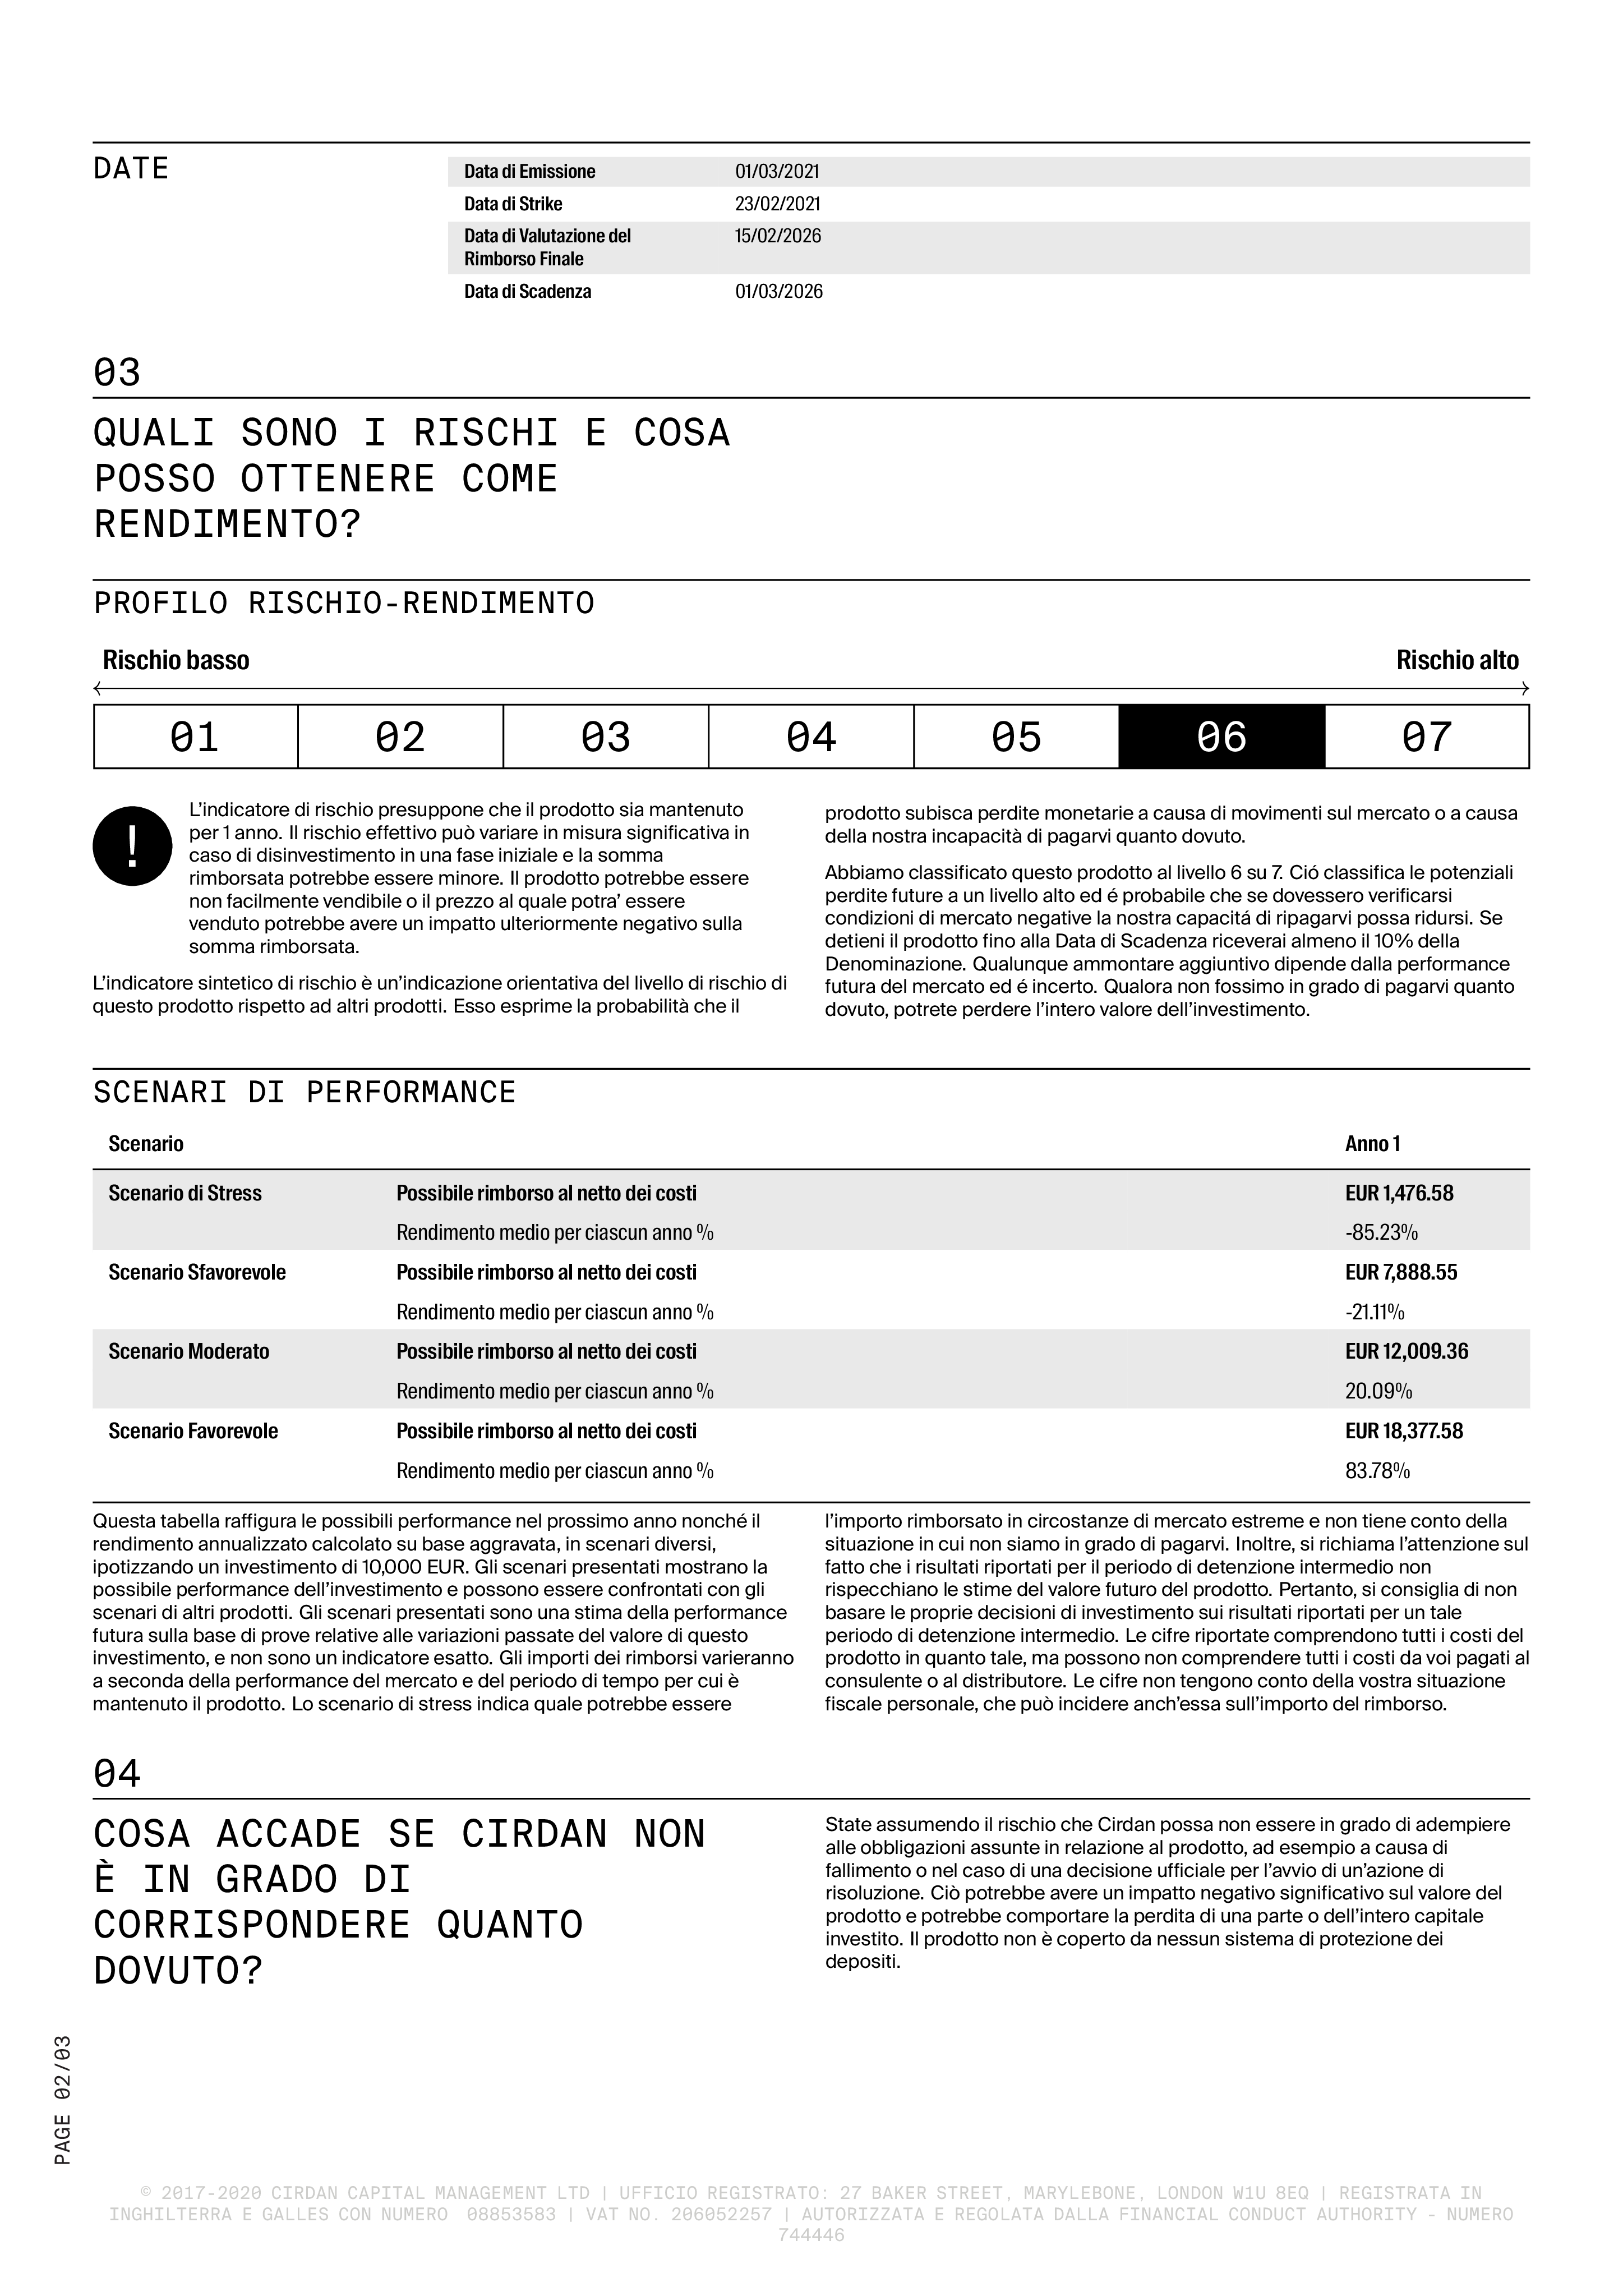 DATE
Data di Emissione 01/03/2021
Data di Strike 23/02/2021
Data di Valutazione del 15/02/2026
Rimborso Finale
Data di Scadenza 01/03/2026
03
QUALI SONO I RISCHI E COSA
POSSO OTTENERE COME
RENDIMENTO?
PROFILO RISCHIO-RENDIMENTO
Rischio basso Rischio alto
01 02 03 04 05 06 07
!
L’indicatore di rischio presuppone che il prodotto sia mantenuto
per 1 anno. Il rischio effettivo può variare in misura significativa in
caso di disinvestimento in una fase iniziale e la somma
rimborsata potrebbe essere minore. Il prodotto potrebbe essere
non facilmente vendibile o il prezzo al quale potra’ essere
venduto potrebbe avere un impatto ulteriormente negativo sulla
somma rimborsata.
L’indicatore sintetico di rischio è un’indicazione orientativa del livello di rischio di
questo prodotto rispetto ad altri prodotti. Esso esprime la probabilità che il
prodotto subisca perdite monetarie a causa di movimenti sul mercato o a causa
della nostra incapacità di pagarvi quanto dovuto.
Abbiamo classificato questo prodotto al livello 6 su 7. Ció classifica le potenziali
perdite future a un livello alto ed é probabile che se dovessero verificarsi
condizioni di mercato negative la nostra capacitá di ripagarvi possa ridursi. Se
detieni il prodotto fino alla Data di Scadenza riceverai almeno il 10% della
Denominazione. Qualunque ammontare aggiuntivo dipende dalla performance
futura del mercato ed é incerto. Qualora non fossimo in grado di pagarvi quanto
dovuto, potrete perdere l’intero valore dell’investimento.
SCENARI DI PERFORMANCE
Scenario Anno 1
Scenario di Stress Possibile rimborso al netto dei costi EUR 1,476.58
Rendimento medio per ciascun anno % -85.23%
Scenario Sfavorevole Possibile rimborso al netto dei costi EUR 7,888.55
Rendimento medio per ciascun anno % -21.11%
Scenario Moderato Possibile rimborso al netto dei costi EUR 12,009.36
Rendimento medio per ciascun anno % 20.09%
Scenario Favorevole Possibile rimborso al netto dei costi EUR 18,377.58
Rendimento medio per ciascun anno % 83.78%
Questa tabella raffigura le possibili performance nel prossimo anno nonché il
rendimento annualizzato calcolato su base aggravata, in scenari diversi,
ipotizzando un investimento di 10,000 EUR. Gli scenari presentati mostrano la
possibile performance dell’investimento e possono essere confrontati con gli
scenari di altri prodotti. Gli scenari presentati sono una stima della performance
futura sulla base di prove relative alle variazioni passate del valore di questo
investimento, e non sono un indicatore esatto. Gli importi dei rimborsi varieranno
a seconda della performance del mercato e del periodo di tempo per cui è
mantenuto il prodotto. Lo scenario di stress indica quale potrebbe essere
l’importo rimborsato in circostanze di mercato estreme e non tiene conto della
situazione in cui non siamo in grado di pagarvi. Inoltre, si richiama l’attenzione sul
fatto che i risultati riportati per il periodo di detenzione intermedio non
rispecchiano le stime del valore futuro del prodotto. Pertanto, si consiglia di non
basare le proprie decisioni di investimento sui risultati riportati per un tale
periodo di detenzione intermedio. Le cifre riportate comprendono tutti i costi del
prodotto in quanto tale, ma possono non comprendere tutti i costi da voi pagati al
consulente o al distributore. Le cifre non tengono conto della vostra situazione
fiscale personale, che può incidere anch’essa sull’importo del rimborso.
04
COSA ACCADE SE CIRDAN NON
È IN GRADO DI
CORRISPONDERE QUANTO
DOVUTO?
State assumendo il rischio che Cirdan possa non essere in grado di adempiere
alle obbligazioni assunte in relazione al prodotto, ad esempio a causa di
fallimento o nel caso di una decisione ufficiale per l’avvio di un’azione di
risoluzione. Ciò potrebbe avere un impatto negativo significativo sul valore del
prodotto e potrebbe comportare la perdita di una parte o dell’intero capitale
investito. Il prodotto non è coperto da nessun sistema di protezione dei
depositi.
PAGE 02/03
© 2017-2020 CIRDAN CAPITAL MANAGEMENT LTD | UFFICIO REGISTRATO: 27 BAKER STREET, MARYLEBONE, LONDON W1U 8EQ | REGISTRATA IN
INGHILTERRA E GALLES CON NUMERO 08853583 | VAT NO. 206052257 | AUTORIZZATA E REGOLATA DALLA FINANCIAL CONDUCT AUTHORITY - NUMERO
744446